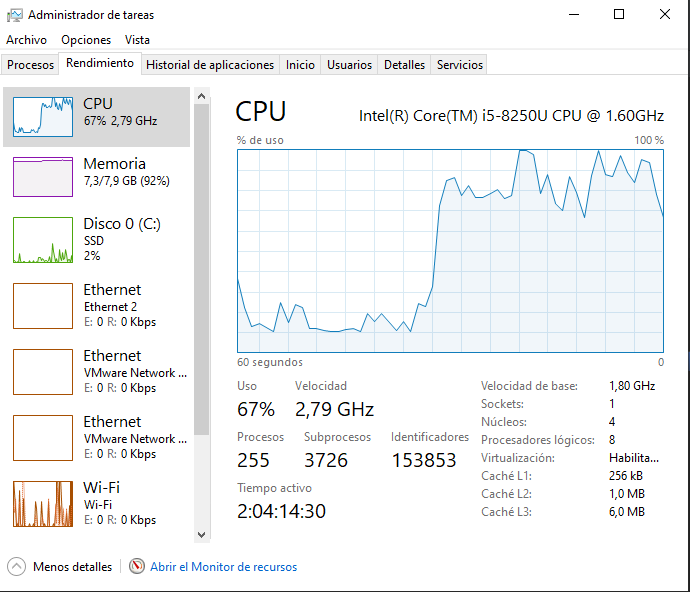 Administrador de tareas
Archivo Opciones Vista
Procesos Rendimiento Historial de aplicaciones Inicio Usuarios Detalles Servicios
CPU
67% 2,79 GHz
Memoria
7,3/7,9 GB (92%)
Disco 0 (C:)
SSD
2%
Ethernet
Ethernet 2
E: 0 R: 0 Kbps
Ethernet
VMware Network ...
E: 0 R: 0 Kbps
Ethernet
VMware Network ...
E: 0 R: 0 Kbps
Wi-Fi
Wi-Fi
E: 0 R: 0 Kbps
CPU Intel(R) Core(TM) i5-8250U CPU @ 1.60GHz
% de uso 100 %
60 segundos 0
Uso Velocidad
67% 2,79 GHz
Procesos Subprocesos Identificadores
255 3726 153853
Tiempo activo
2:04:14:30
Velocidad de base: 1,80 GHz
Sockets: 1
Núcleos: 4
Procesadores lógicos: 8
Virtualización: Habilita...
Caché L1: 256 kB
Caché L2: 1,0 MB
Caché L3: 6,0 MB
Menos detalles Abrir el Monitor de recursos